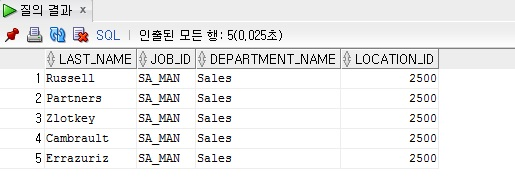 질의 결과 x
SQL | 인출된 모든 행: 5(0,025초)
LAST_NAME JOB_ID DEPARTMENT_NAME LOCATION_ID
1 Russell SA_MAN Sales 2500
2 Partners SA_MAN Sales 2500
3 Zlotkey SA_MAN Sales 2500
4 Cambrault SA_MAN Sales 2500
5 Errazuriz SA_MAN Sales 2500